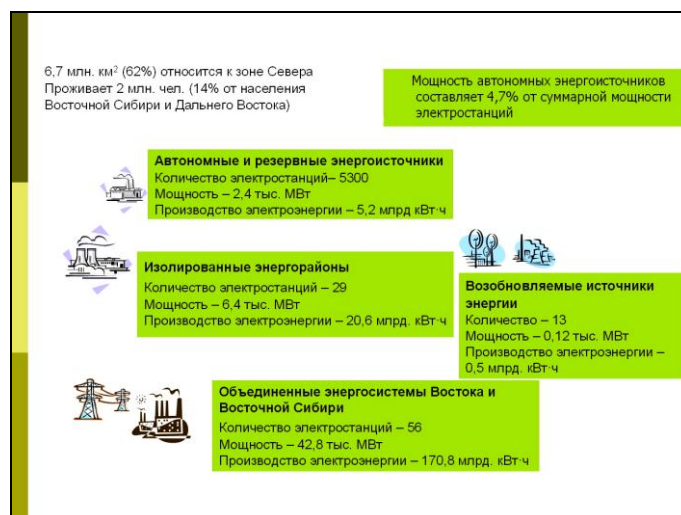 6,7 млн. км² (62%) относится к зоне Севера
Проживает 2 млн. чел. (14% от населения
Восточной Сибири и Дальнего Востока)
Мощность автономных энергоисточников
составляет 4,7% от суммарной мощности
электростанций
Автономные и резервные энергоисточники
Количество электростанций– 5300
Мощность – 2,4 тыс. МВт
Производство электроэнергии – 5,2 млрд кВт·ч
Изолированные энергорайоны
Количество электростанций – 29
Мощность – 6,4 тыс. МВт
Производство электроэнергии – 20,6 млрд. кВт·ч
Возобновляемые источники
энергии
Количество – 13
Мощность – 0,12 тыс. МВт
Производство электроэнергии –
0,5 млрд. кВт·ч
Объединенные энергосистемы Востока и
Восточной Сибири
Количество электростанций – 56
Мощность – 42,8 тыс. МВт
Производство электроэнергии – 170,8 млрд. кВт·ч